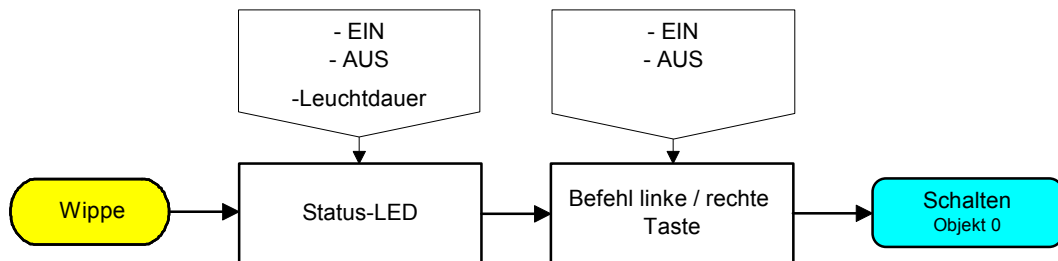 - EIN
- AUS
-Leuchtdauer
- EIN
- AUS
Wippe
Status-LED
Befehl linke / rechte
Taste
Schalten
Objekt 0